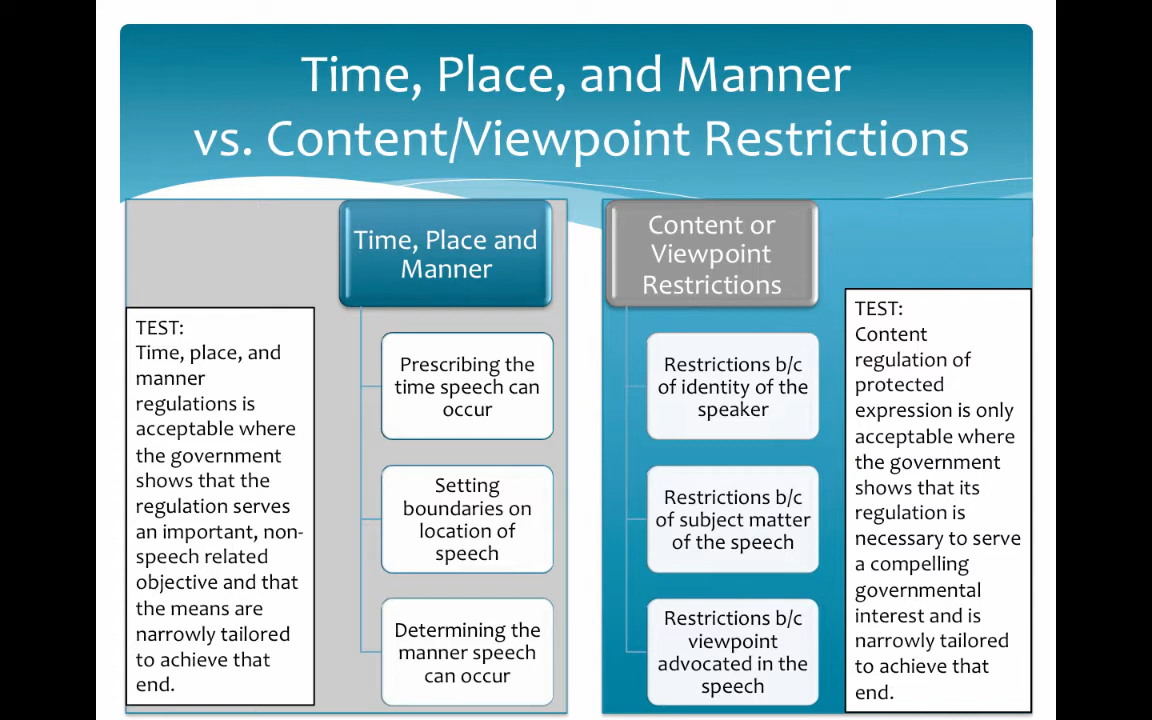 Time, Place, and Manner
vs. Content/Viewpoint Restrictions
Time, Place and
Manner
TEST:
Time, place, and
manner
regulations is
acceptable where
the government
shows that the
regulation serves
an important, non-
speech related
objective and that
the means are
narrowly tailored
to achieve that
end.
Prescribing the
time speech can
occur
Setting
boundaries on
location of
speech
Determining the
manner speech
can occur
Content or
Viewpoint
Restrictions
Restrictions b/c
of identity of the
speaker
Restrictions b/c
of subject matter
of the speech
Restrictions b/c
viewpoint
advocated in the
speech
TEST:
Content
regulation of
protected
expression is only
acceptable where
the government
shows that its
regulation is
necessary to serve
a compelling
governmental
interest and is
narrowly tailored
to achieve that
end.